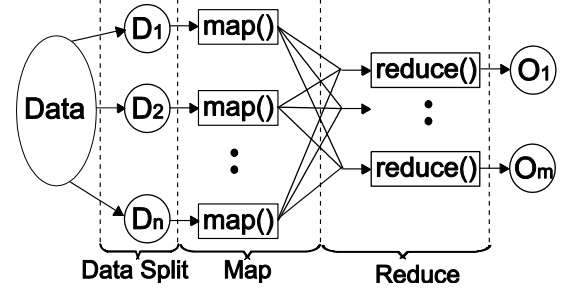 Data
D1
D2
Dn
map()
map()
map()
reduce()
reduce()
O1
Om
Data Split
Map
Reduce